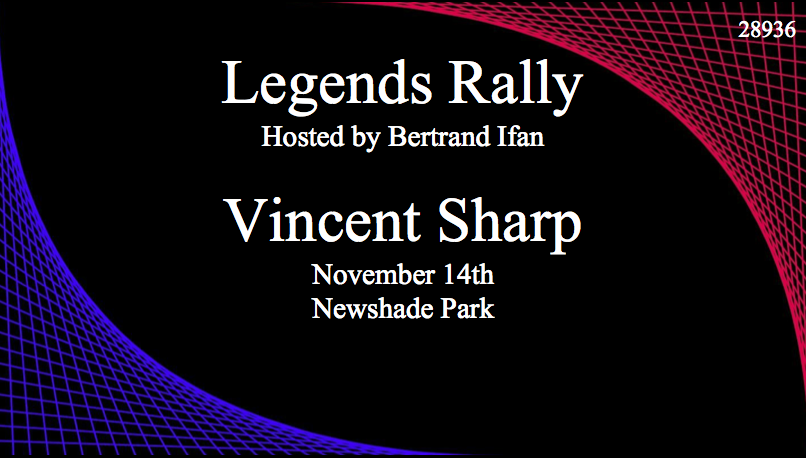 28936
Legends Rally
Hosted by Bertrand Ifan
Vincent Sharp
November 14th
Newshade Park